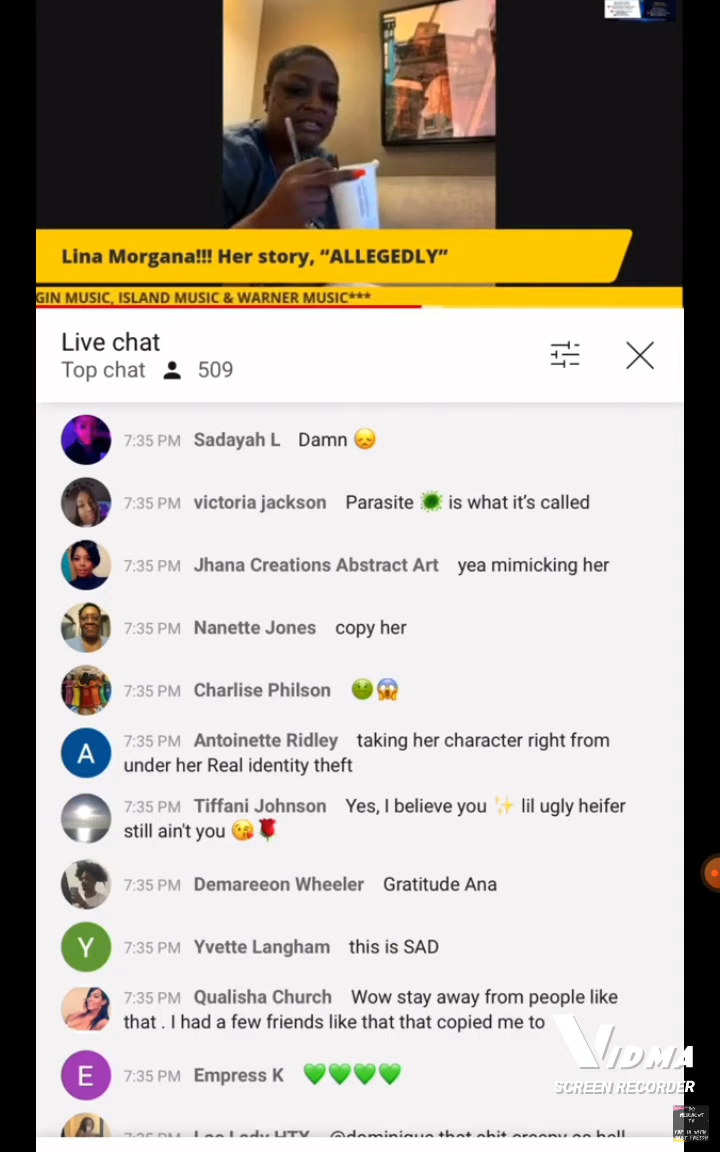 Lina Morgana!!! Her story, “ALLEGEDLY”
GIN MUSIC, ISLAND MUSIC & WARNER MUSIC***
Live chat
Top chat 509
7:35 PM Sadayah L Damn 😞
7:35 PM victoria jackson Parasite 🦠 is what it’s called
7:35 PM Jhana Creations Abstract Art yea mimicking her
7:35 PM Nanette Jones copy her
7:35 PM Charlise Philson 🤢😱
A
7:35 PM Antoinette Ridley taking her character right from
under her Real identity theft
7:35 PM Tiffani Johnson Yes, I believe you ✨ lil ugly heifer
still ain't you 😘🌹
7:35 PM Demareeon Wheeler Gratitude Ana
Y
7:35 PM Yvette Langham this is SAD
7:35 PM Qualisha Church Wow stay away from people like
that . I had a few friends like that that copied me to
VIDMA
SCREEN RECORDER
E
7:35 PM Empress K 💚💚💚💚